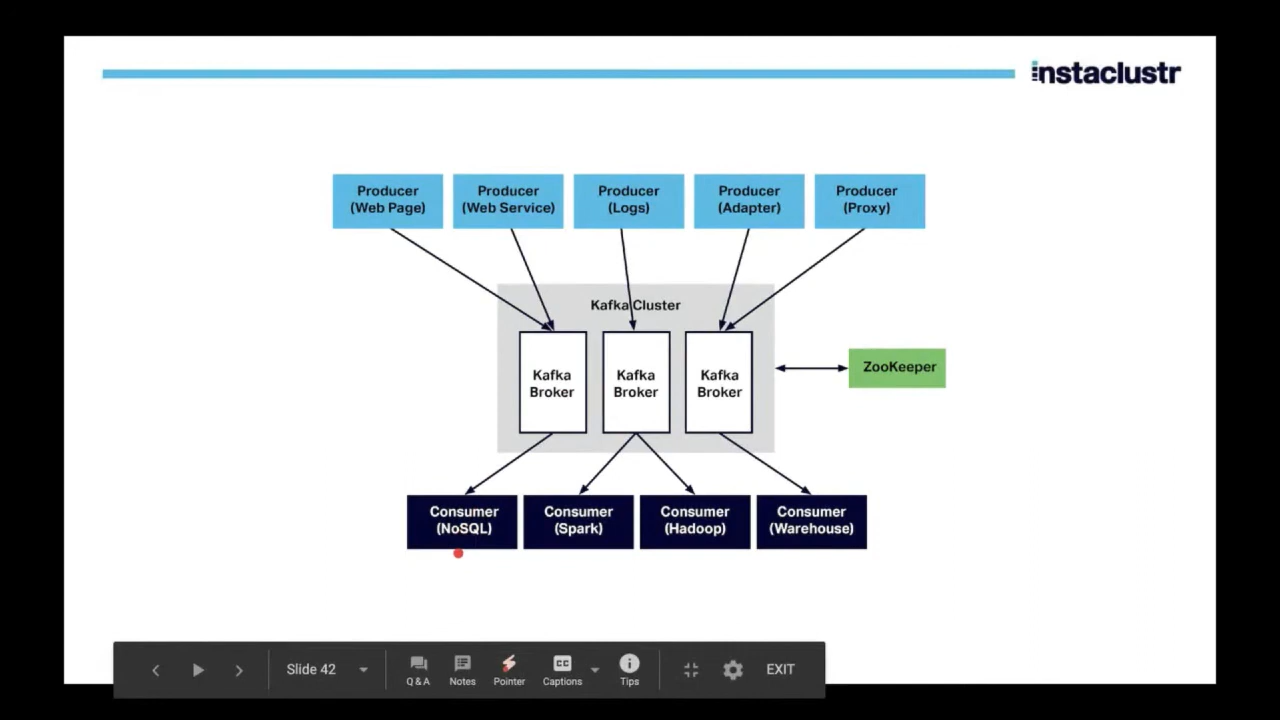 instaclustr
Producer
(Web Page)
Producer
(Web Service)
Producer
(Logs)
Producer
(Adapter)
Producer
(Proxy)
Kafka Cluster
Kafka
Broker
Kafka
Broker
Kafka
Broker
ZooKeeper
Consumer
(NoSQL)
Consumer
(Spark)
Consumer
(Hadoop)
Consumer
(Warehouse)
Slide 42
Q & A
Notes
Pointer
CC
Captions
Tips
EXIT